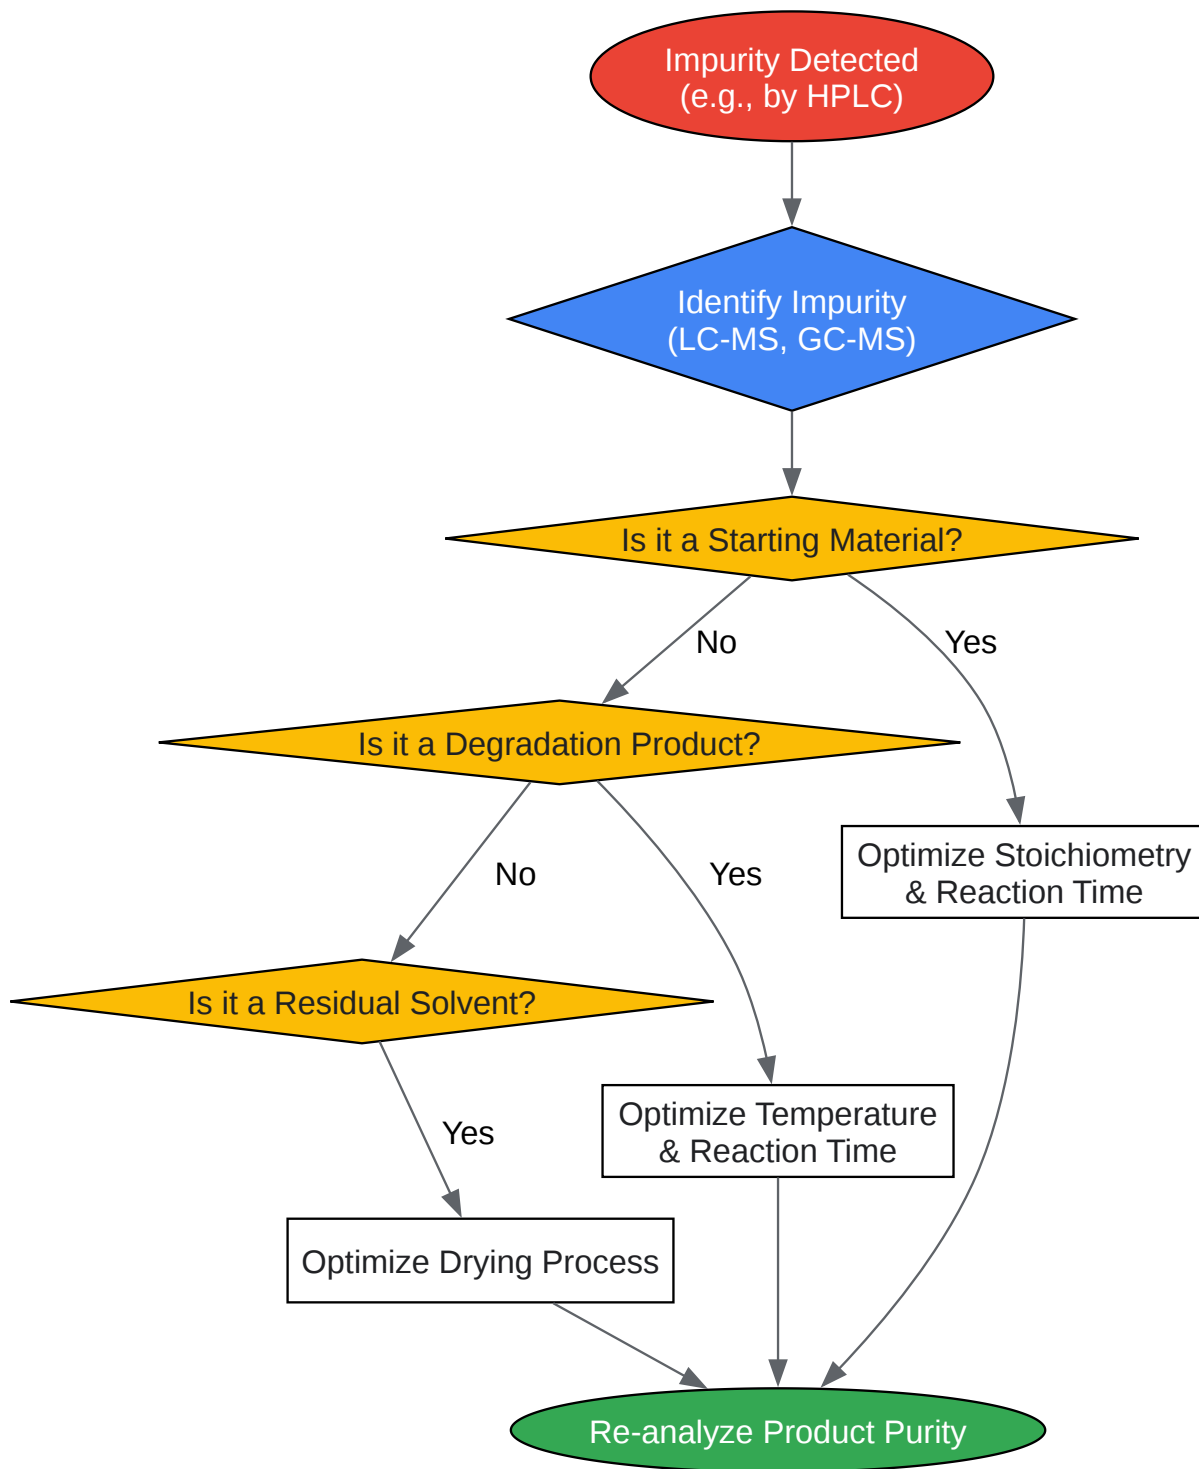 Impurity Detected
(e.g., by HPLC)
Identify Impurity
(LC-MS, GC-MS)
Is it a Starting Material?
No
Yes
Is it a Degradation Product?
Optimize Stoichiometry
& Reaction Time
No
Yes
Is it a Residual Solvent?
Optimize Temperature
& Reaction Time
Yes
Optimize Drying Process
Re-analyze Product Purity